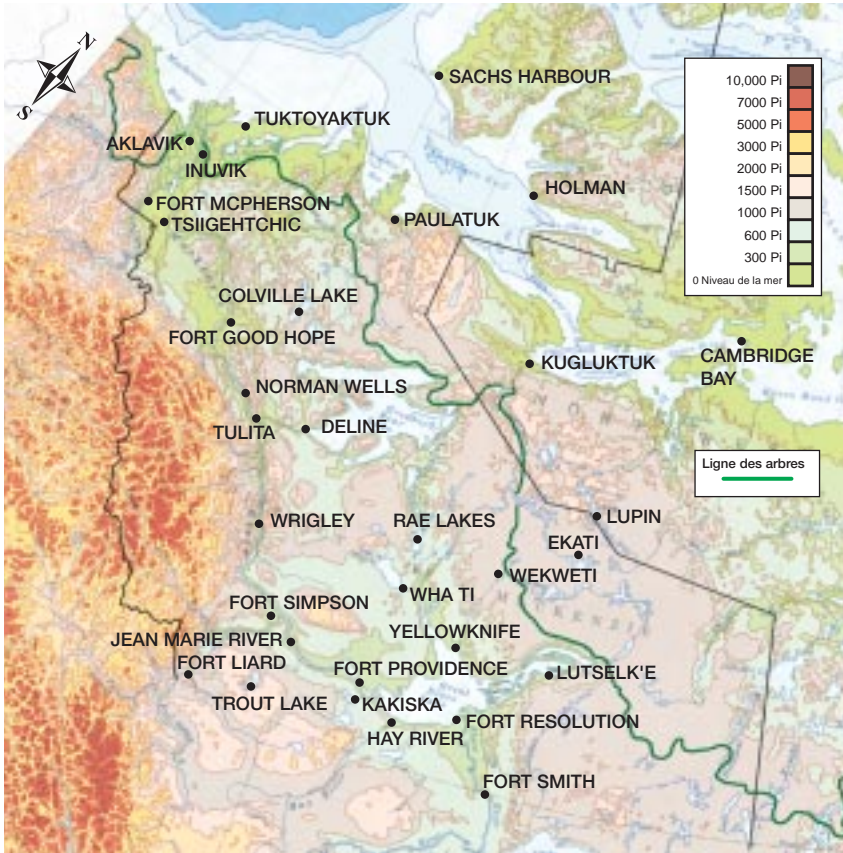 N
S
SACHS HARBOUR
10,000 Pi
7000 Pi
5000 Pi
3000 Pi
2000 Pi
1500 Pi
1000 Pi
600 Pi
300 Pi
0 Niveau de la mer
TUKTOYAKTUK
AKLAVIK
INUVIK
HOLMAN
FORT MCPHERSON
PAULATUK
TSIIGEHTCHIC
COLVILLE LAKE
FORT GOOD HOPE
KUGLUKTUK
CAMBRIDGE
BAY
NORMAN WELLS
TULITA
DELINE
Ligne des arbres
WRIGLEY
RAE LAKES
LUPIN
EKATI
WEKWETI
WHA TI
FORT SIMPSON
YELLOWKNIFE
JEAN MARIE RIVER
FORT LIARD
FORT PROVIDENCE
LUTSELK'E
TROUT LAKE
KAKISKA
FORT RESOLUTION
HAY RIVER
FORT SMITH